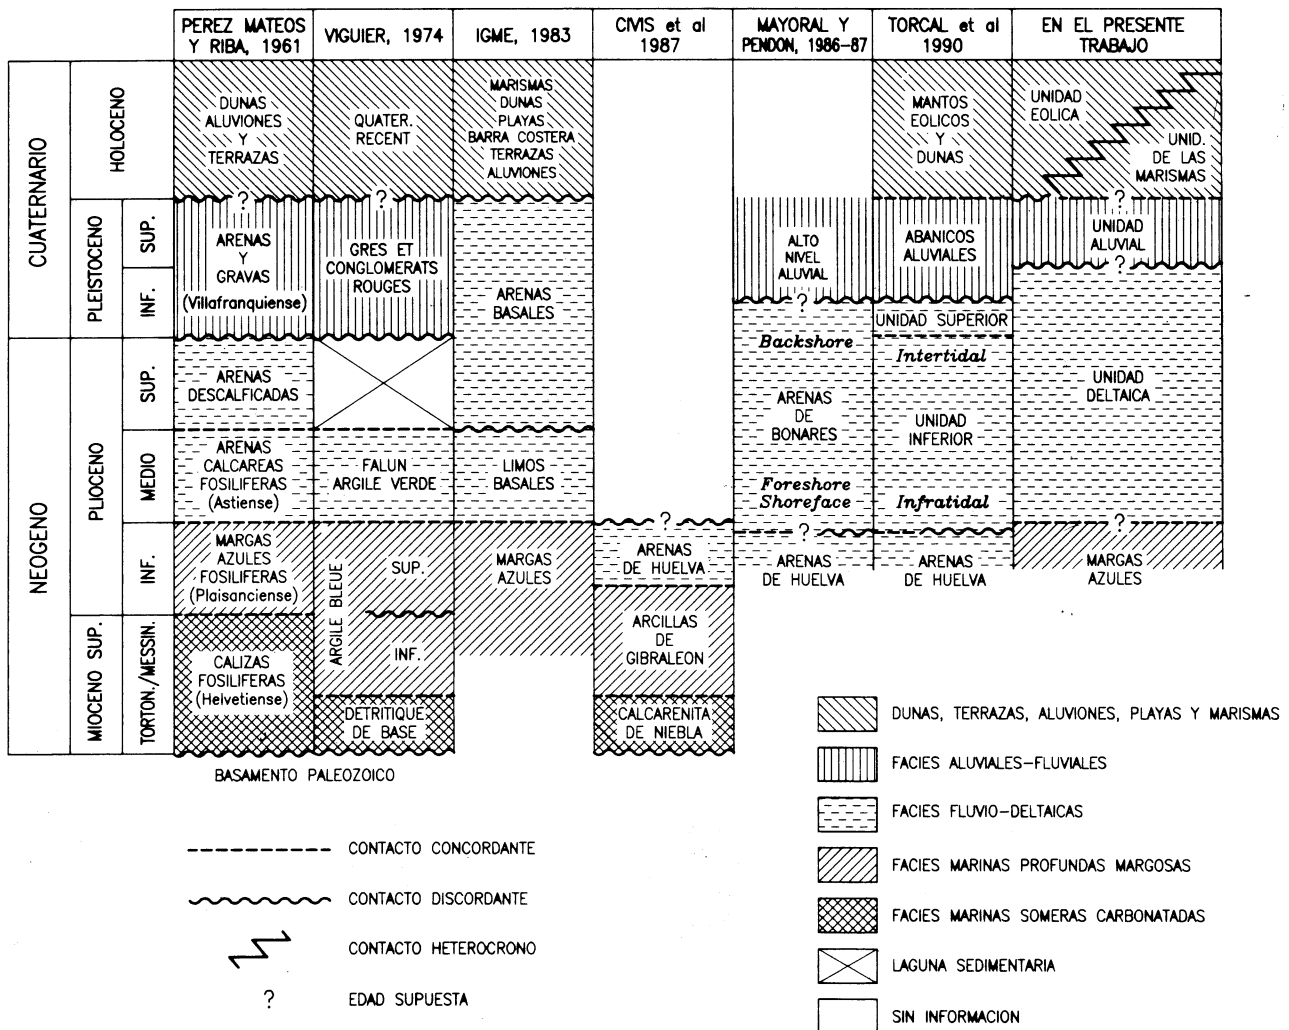 PEREZ MATEOS
Y RIBA, 1961
VIGUIER, 1974
IGME, 1983
CIVIS et al
1987
MAYORAL Y
PENDON, 1986-87
TORCAL et al
1990
EN EL PRESENTE
TRABAJO
CUATERNARIO
HOLOCENO
PLEISTOCENO
SUP.
INF.
NEOGENO
PLIOCENO
SUP.
MEDIO
INF.
MIOCENO SUP.
TORTON./MESSIN.
DUNAS
ALUVIONES
Y
TERRAZAS
?
ARENAS
Y
GRAVAS
(Villafranquiense)
ARENAS
DESCALFICADAS
ARENAS
CALCAREAS
FOSILIFERAS
(Astiense)
MARGAS
AZULES
FOSILIFERAS
(Plaisanciense)
CALIZAS
FOSILIFERAS
(Helvetiense)
QUATER.
RECENT
?
GRES ET
CONGLOMERATS
ROUGES
FALUN
ARGILE VERDE
ARGILE BLEUE
SUP.
INF.
DETRITIQUE
DE BASE
MARISMAS
DUNAS
PLAYAS
BARRA COSTERA
TERRAZAS
ALUVIONES
ARENAS
BASALES
LIMOS
BASALES
MARGAS
AZULES
?
ARENAS
DE HUELVA
ARCILLAS
DE
GIBRALEON
CALCARENITA
DE NIEBLA
ALTO
NIVEL
ALUVIAL
?
Backshore
ARENAS
DE
BONARES
Foreshore
Shoreface
?
ARENAS
DE HUELVA
MANTOS
EOLICOS
Y
DUNAS
ABANICOS
ALUVIALES
UNIDAD SUPERIOR
Intertidal
UNIDAD
INFERIOR
Infratidal
ARENAS
DE HUELVA
UNIDAD
EOLICA
UNID.
DE LAS
MARISMAS
?
UNIDAD
ALUVIAL
?
UNIDAD
DELTAICA
?
MARGAS
AZULES
BASAMENTO PALEOZOICO
CONTACTO CONCORDANTE
CONTACTO DISCORDANTE
CONTACTO HETEROCRONO
? EDAD SUPUESTA
DUNAS, TERRAZAS, ALUVIONES, PLAYAS Y MARISMAS
FACIES ALUVIALES-FLUVIALES
FACIES FLUVIO-DELTAICAS
FACIES MARINAS PROFUNDAS MARGOSAS
FACIES MARINAS SOMERAS CARBONATADAS
LAGUNA SEDIMENTARIA
SIN INFORMACION